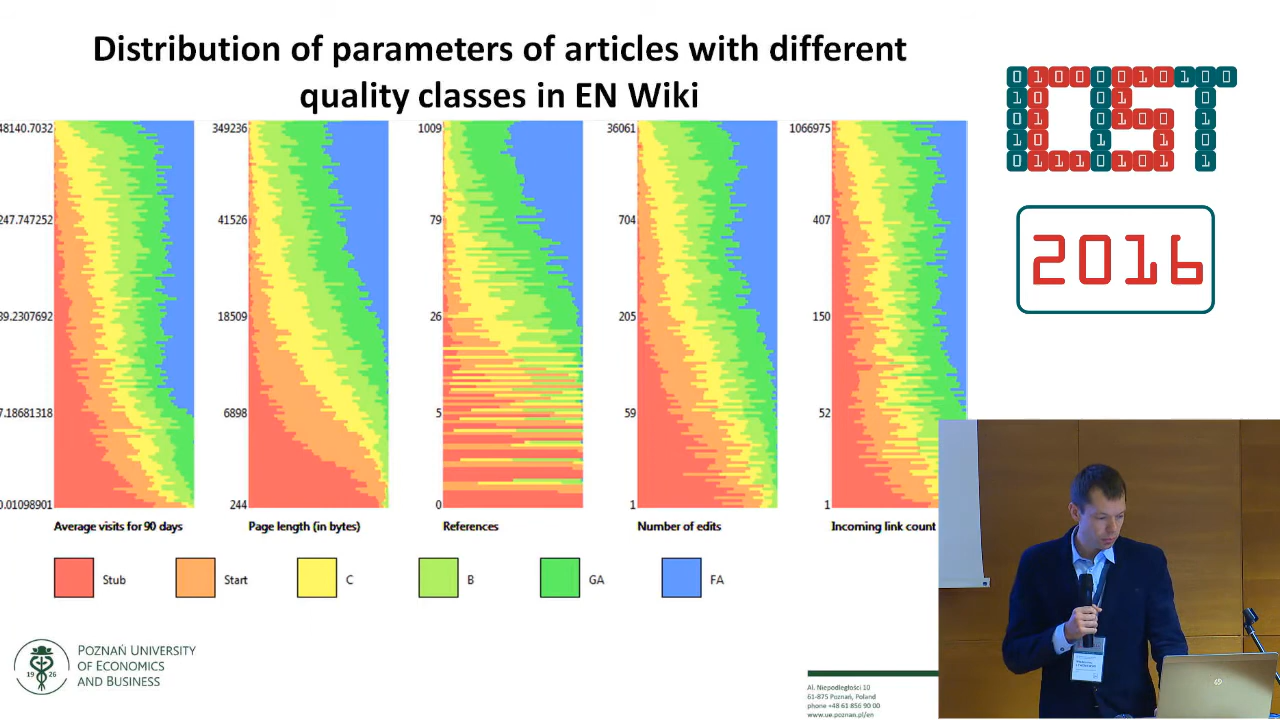 Distribution of parameters of articles with different
quality classes in EN Wiki
48140.7032
247.747252
39.2307692
7.18681318
0.01098901
Average visits for 90 days
349236
41526
18509
6898
244
Page length (in bytes)
1009
79
26
5
0
References
36061
704
205
59
1
Number of edits
1066975
407
150
52
1
Incoming link count
Stub
Start
C
B
GA
FA
2016
19 26
POZNAŃ UNIVERSITY
OF ECONOMICS
AND BUSINESS
Al. Niepodległości 10
61-875 Poznań, Poland
phone +48 61 856 90 00
www.ue.poznan.pl/en